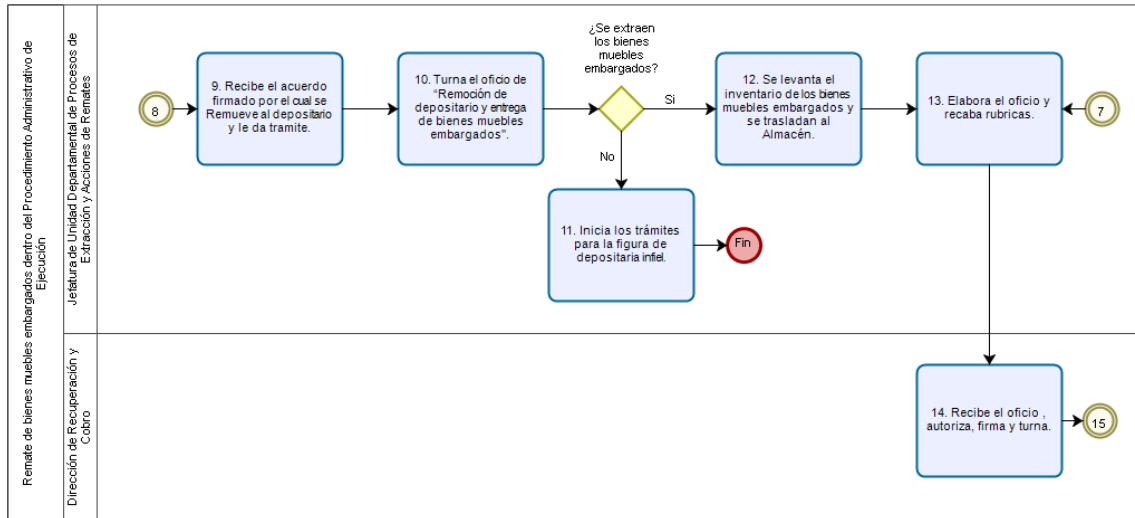 Remate de bienes muebles embargados dentro del Procedimiento Administrativo de
Ejecución
Jefatura de Unidad Departamental de Procesos de
Extracción y Acciones de Remates
8
9. Recibe el acuerdo
firmado por el cual se
Remueve al depositario
y le da tramite.
10. Turna el oficio de
“Remoción de
depositario y entrega
de bienes muebles
embargados”.
¿Se extraen
los bienes
muebles
embargados?
Si
No
12. Se levanta el
inventario de los bienes
muebles embargados y
se trasladan al
Almacén.
13. Elabora el oficio y
recaba rubricas.
7
11. Inicia los trámites
para la figura de
depositaria infiel.
Fin
Dirección de Recuperación y
Cobro
14. Recibe el oficio ,
autoriza, firma y turna.
15